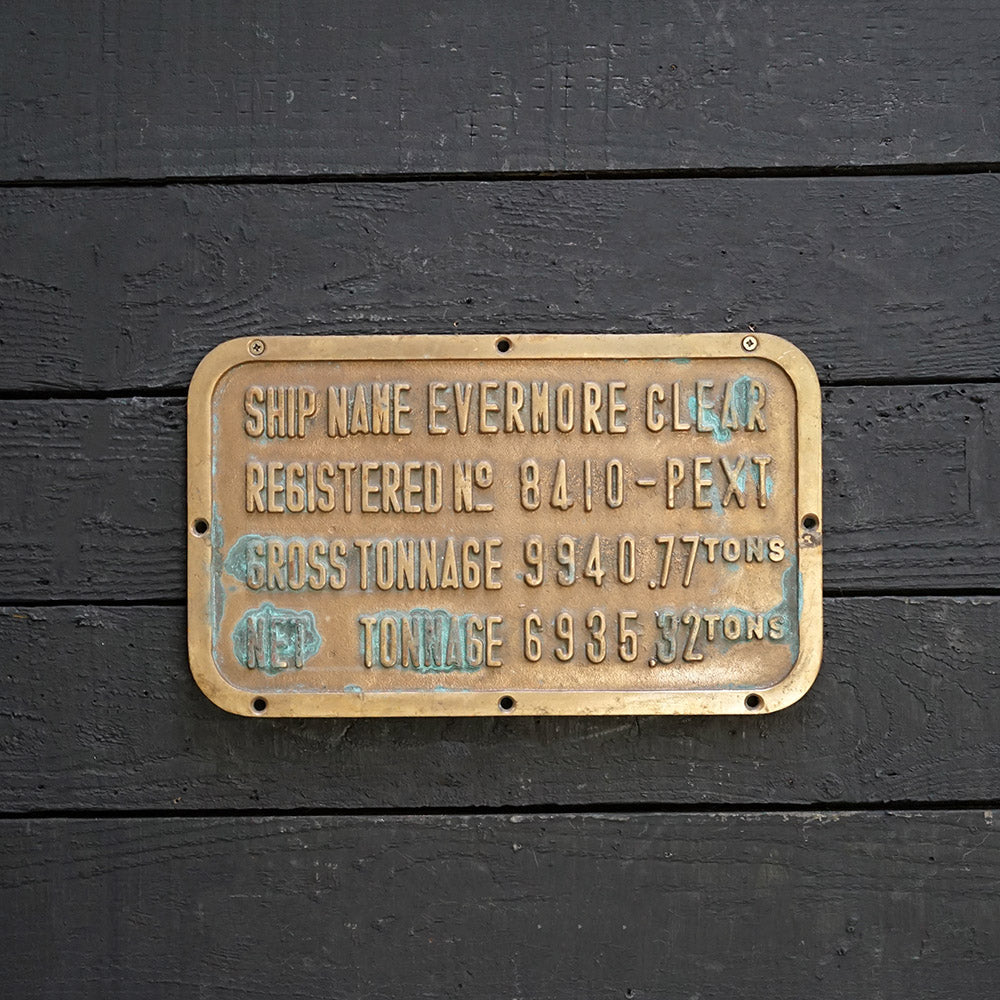 SHIP NAME EVERMORE CLEAR
REGISTERED Nº 8410-PEXT
GROSS TONNAGE 9940.77 TONS
NET TONNAGE 6935.32 TONS